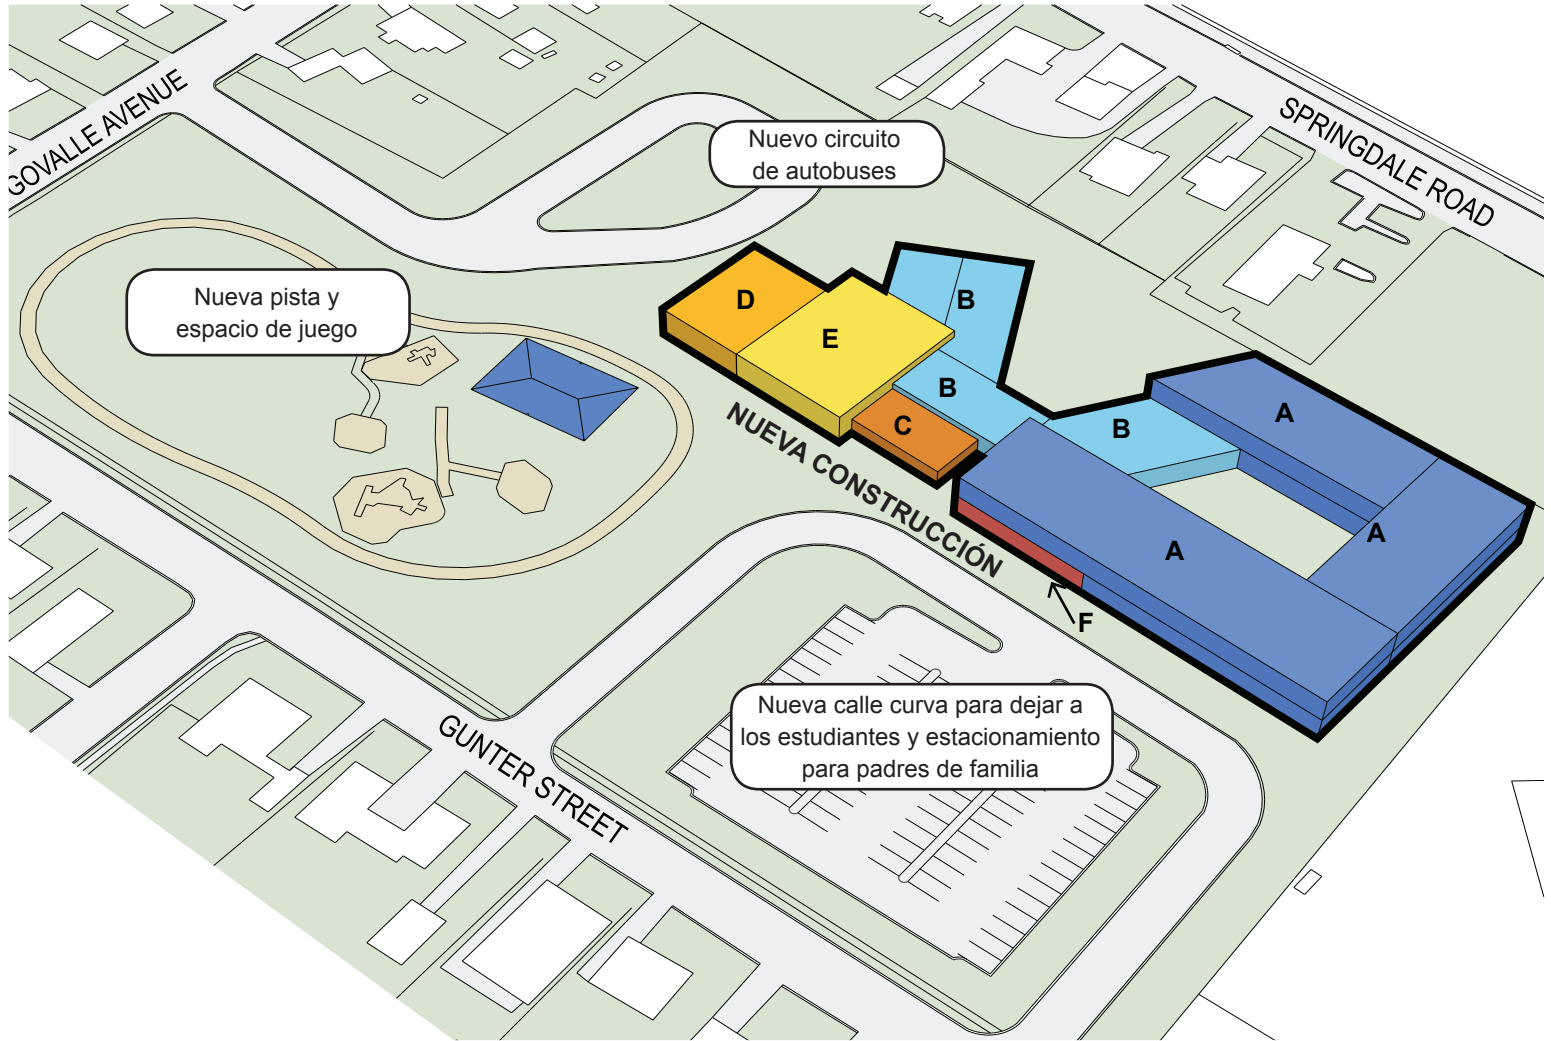 GOVALLE AVENUE
SPRINGDALE ROAD
Nuevo circuito
de autobuses
Nueva pista y
espacio de juego
D
E
B
B
C
B
A
A
A
F
NUEVA CONSTRUCCIÓN
Nueva calle curva para dejar a
los estudiantes y estacionamiento
para padres de familia
GUNTER STREET